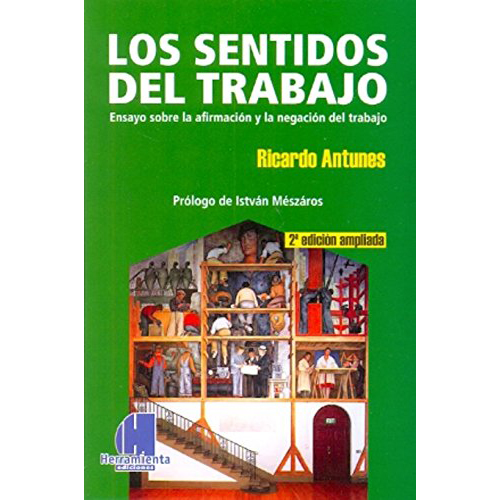 LOS SENTIDOS
DEL TRABAJO
Ensayo sobre la afirmación y la negación del trabajo
Ricardo Antunes
Prólogo de István Mészáros
2ª edición ampliada
H
Herramienta
ediciones